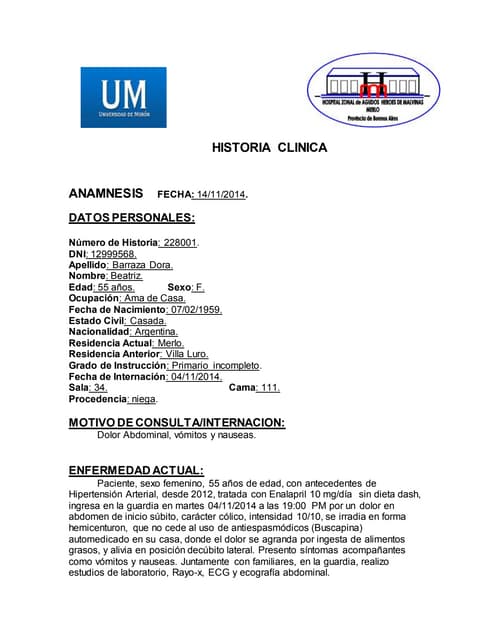 UM
UNIVERSIDAD DE MORÓN
HOSPITAL ZONAL de AGUDOS HEROES DE MALVINAS
MERLO
Provincia de Buenos Aires
HISTORIA CLINICA
ANAMNESIS FECHA: 14/11/2014.
DATOS PERSONALES:
Número de Historia: 228001.
DNI: 12999568.
Apellido: Barraza Dora.
Nombre: Beatriz.
Edad: 55 años. Sexo: F.
Ocupación: Ama de Casa.
Fecha de Nacimiento: 07/02/1959.
Estado Civil: Casada.
Nacionalidad: Argentina.
Residencia Actual: Merlo.
Residencia Anterior: Villa Luro.
Grado de Instrucción: Primario incompleto.
Fecha de Internación: 04/11/2014.
Sala: 34. Cama: 111.
Procedencia: niega.
MOTIVO DE CONSULTA/INTERNACION:
Dolor Abdominal, vómitos y nauseas.
ENFERMEDAD ACTUAL:
Paciente, sexo femenino, 55 años de edad, con antecedentes de
Hipertensión Arterial, desde 2012, tratada con Enalapril 10 mg/día sin dieta dash,
ingresa en la guardia en martes 04/11/2014 a las 19:00 PM por un dolor en
abdomen de inicio súbito, carácter cólico, intensidad 10/10, se irradia en forma
hemicenturon, que no cede al uso de antiespasmódicos (Buscapina)
automedicado en su casa, donde el dolor se agranda por ingesta de alimentos
grasos, y alivia en posición decúbito lateral. Presento síntomas acompañantes
como vómitos y nauseas. Juntamente con familiares, en la guardia, realizo
estudios de laboratorio, Rayo-x, ECG y ecografía abdominal.